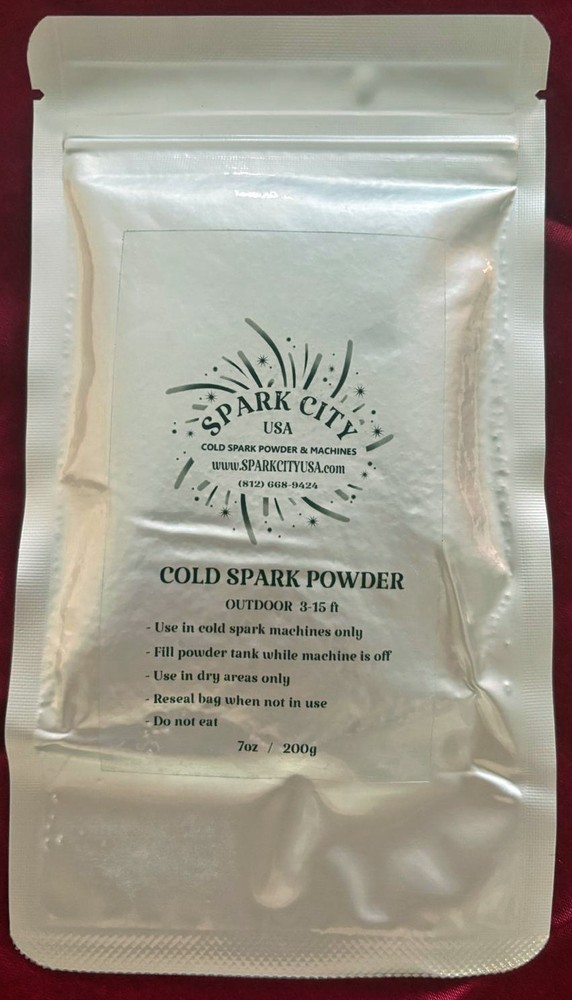 SPARK CITY
USA
COLD SPARK POWDER & MACHINES
www.SPARKCITYUSA.com
(812) 668-9424
COLD SPARK POWDER
OUTDOOR 3-15 ft
- Use in cold spark machines only
- Fill powder tank while machine is off
- Use in dry areas only
- Reseal bag when not in use
- Do not eat
7oz / 200g